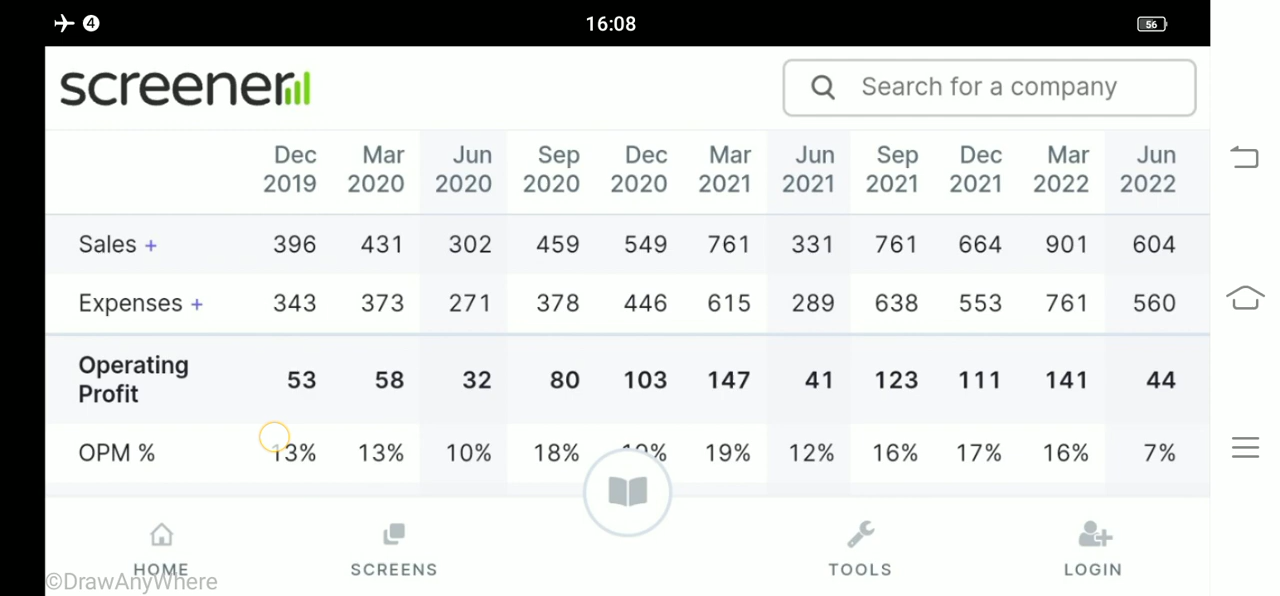 4 16:08 56
screener Search for a company
Dec Mar Jun Sep Dec Mar Jun Sep Dec Mar Jun
2019 2020 2020 2020 2020 2021 2021 2021 2021 2022 2022
Sales + 396 431 302 459 549 761 331 761 664 901 604
Expenses + 343 373 271 378 446 615 289 638 553 761 560
Operating
Profit 53 58 32 80 103 147 41 123 111 141 44
OPM % 13% 13% 10% 18% 19% 12% 16% 17% 16% 7%
HOME SCREENS TOOLS LOGIN
©DrawAnyWhere